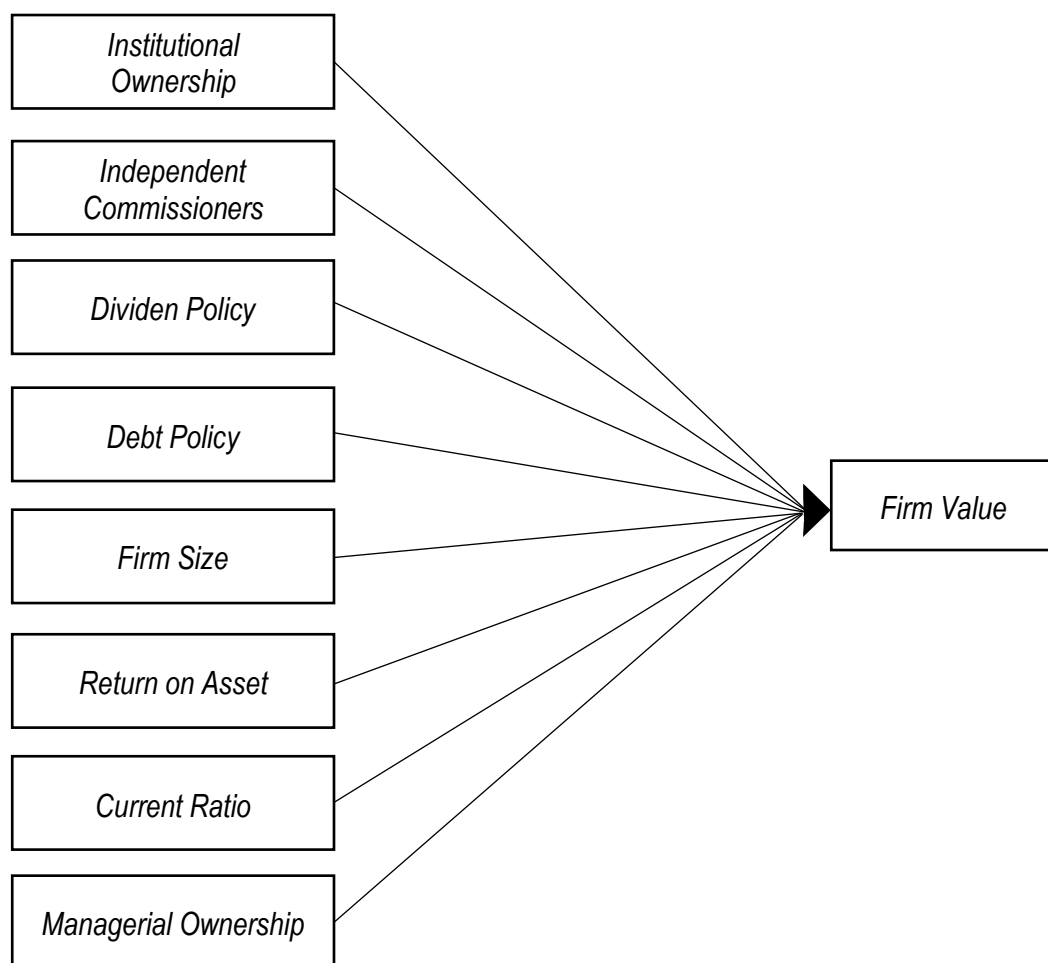 Institutional
Ownership
Independent
Commissioners
Dividen Policy
Debt Policy
Firm Value
Firm Size
Return on Asset
Current Ratio
Managerial Ownership